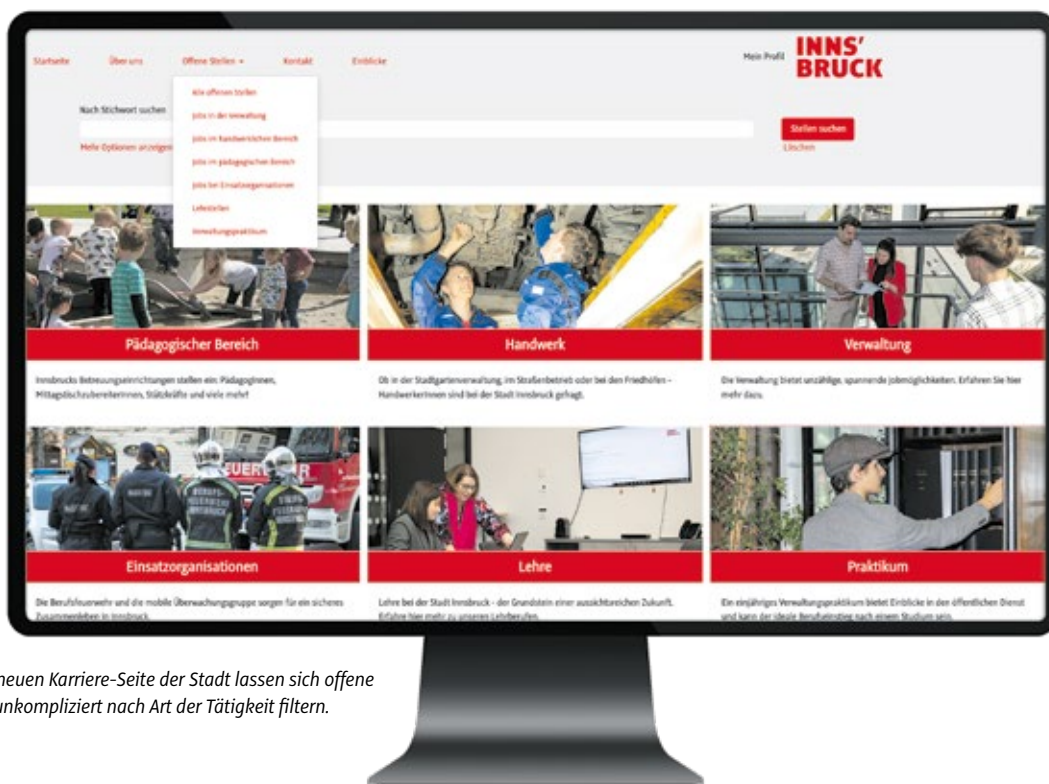 Startseite Über uns Offene Stellen Kontakt Einblicke Mein Profil
INNS'
BRUCK
Alle offenen Stellen
Nach Stichwort suchen
Jobs in der Verwaltung
Stellen suchen
Jobs im handwerklichen Bereich
Mehr Optionen anzeigen
Löschen
Jobs im pädagogischen Bereich
Jobs bei Einsatzorganisationen
Lehrstellen
Verwaltungspraktikum
Pädagogischer Bereich
Innsbrucks Betreuungseinrichtungen stellen ein: PädagogInnen,
MittagstischzubereiterInnen, Stützkräfte und viele mehr!
Handwerk
Ob in der Stadtgartenverwaltung, im Straßenbetrieb oder bei den Friedhöfen –
HandwerkerInnen sind bei der Stadt Innsbruck gefragt.
Verwaltung
Die Verwaltung bietet unzählige, spannende Jobmöglichkeiten. Erfahren Sie hier
mehr dazu.
Einsatzorganisationen
Die Berufsfeuerwehr und die mobile Überwachungsgruppe sorgen für ein sicheres
Zusammenleben in Innsbruck.
Lehre
Lehre bei der Stadt Innsbruck - der Grundstein einer aussichtsreichen Zukunft.
Erfahre hier mehr zu unseren Lehrberufen.
Praktikum
Ein einjähriges Verwaltungspraktikum bietet Einblicke in den öffentlichen Dienst
und kann der ideale Berufseinstieg nach einem Studium sein.
neuen Karriere-Seite der Stadt lassen sich offene
unkompliziert nach Art der Tätigkeit filtern.